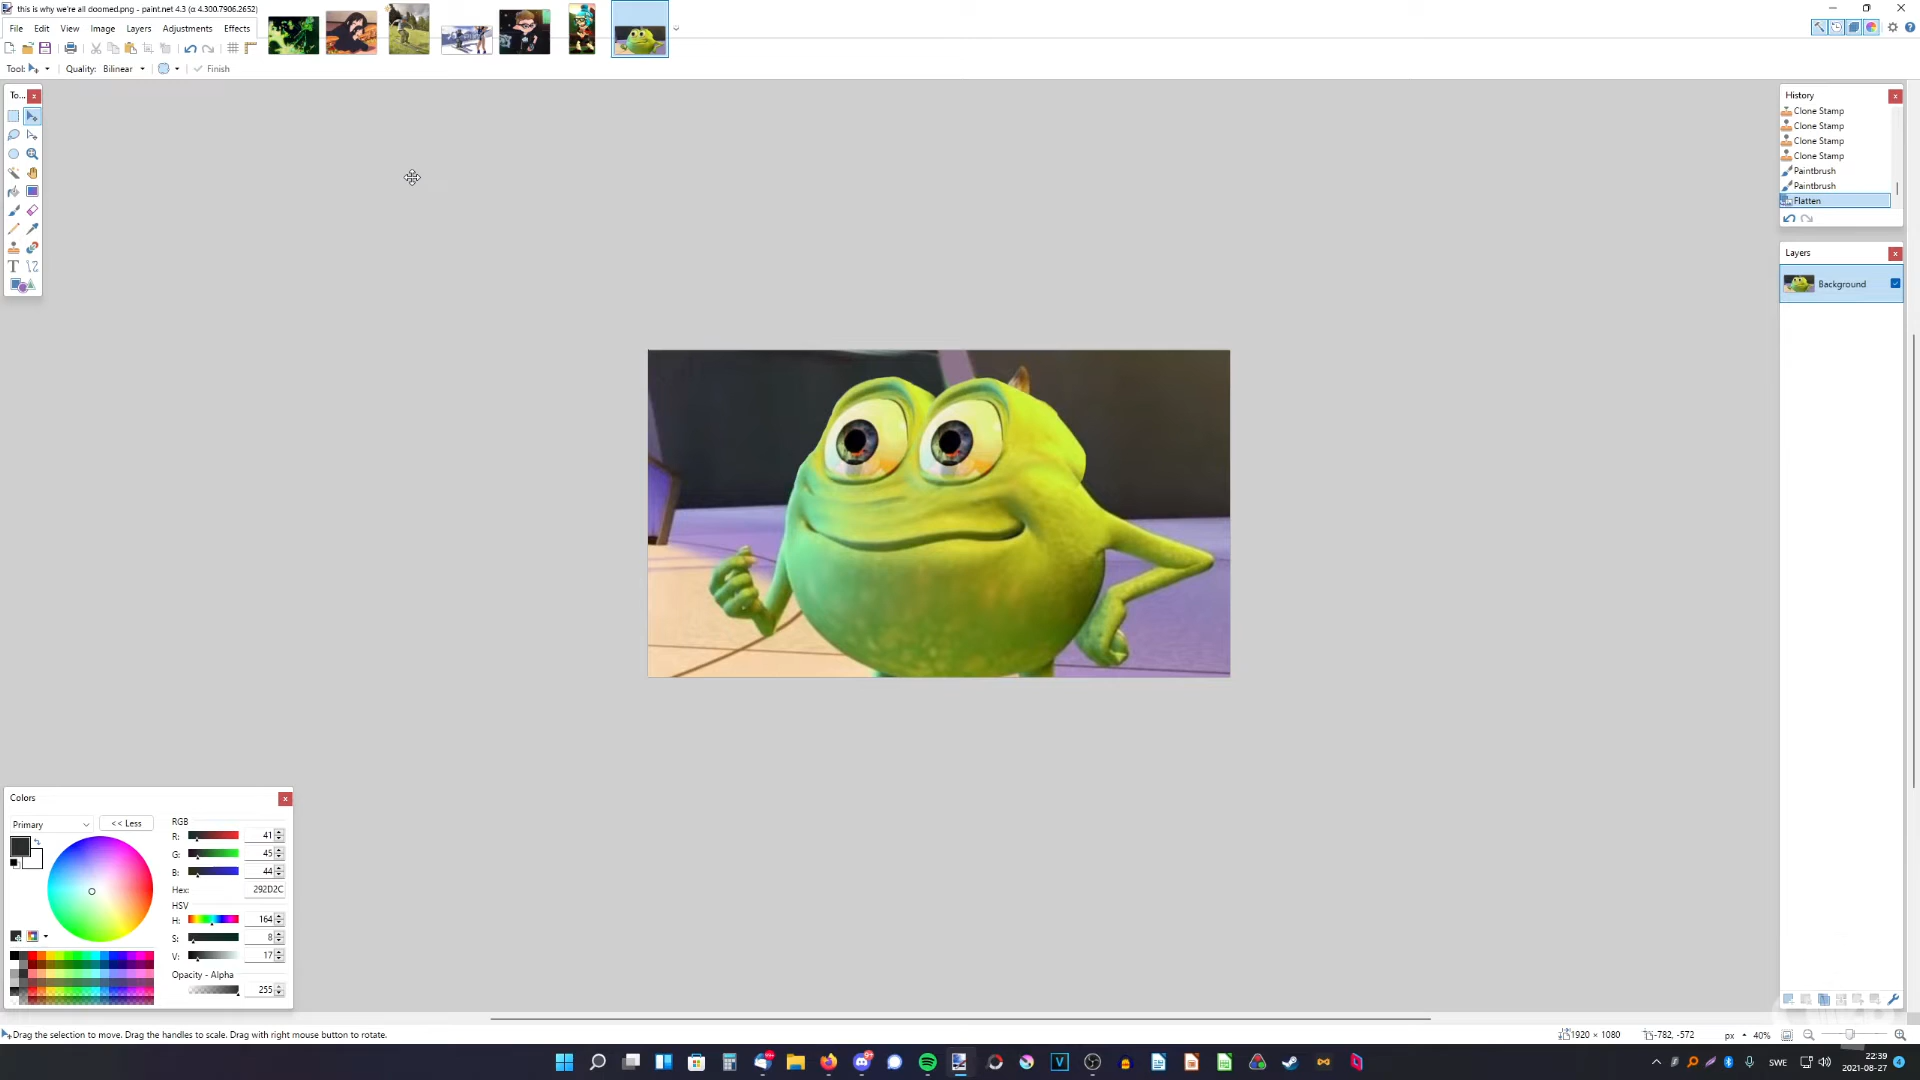 this is why we're all doomed.png - paint.net 4.3 (α 4.300.7906.2652)
File Edit View Image Layers Adjustments Effects
Tool: Quality: Bilinear Finish
To...
T
History
Clone Stamp
Clone Stamp
Clone Stamp
Clone Stamp
Paintbrush
Paintbrush
Flatten
Layers
Background
Colors
Primary
<< Less
RGB
R: 41
G: 45
B: 44
Hex: 292D2C
HSV
H: 164
S: 8
V: 17
Opacity - Alpha
255
Drag the selection to move. Drag the handles to scale. Drag with right mouse button to rotate.
1920 × 1080
-782, -572
px
40%
SWE
22:39
2021-08-27
4